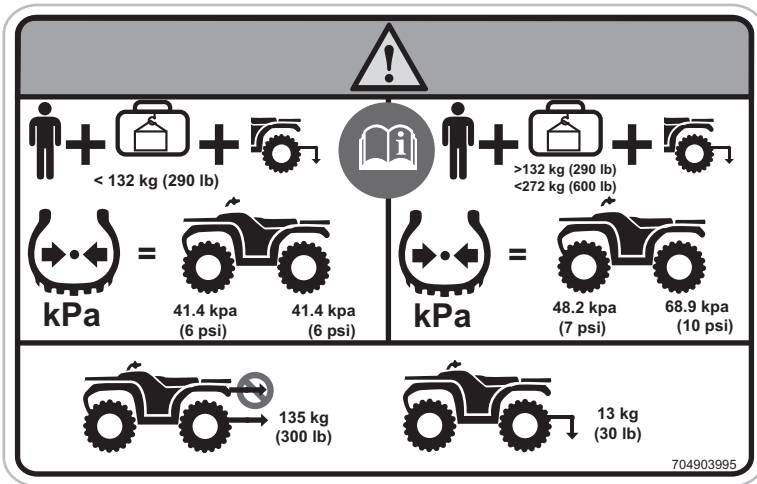 !
i
< 132 kg (290 lb)
>132 kg (290 lb)
<272 kg (600 lb)
kPa
=
41.4 kpa
(6 psi)
41.4 kpa
(6 psi)
kPa
=
48.2 kpa
(7 psi)
68.9 kpa
(10 psi)
135 kg
(300 lb)
13 kg
(30 lb)
704903995